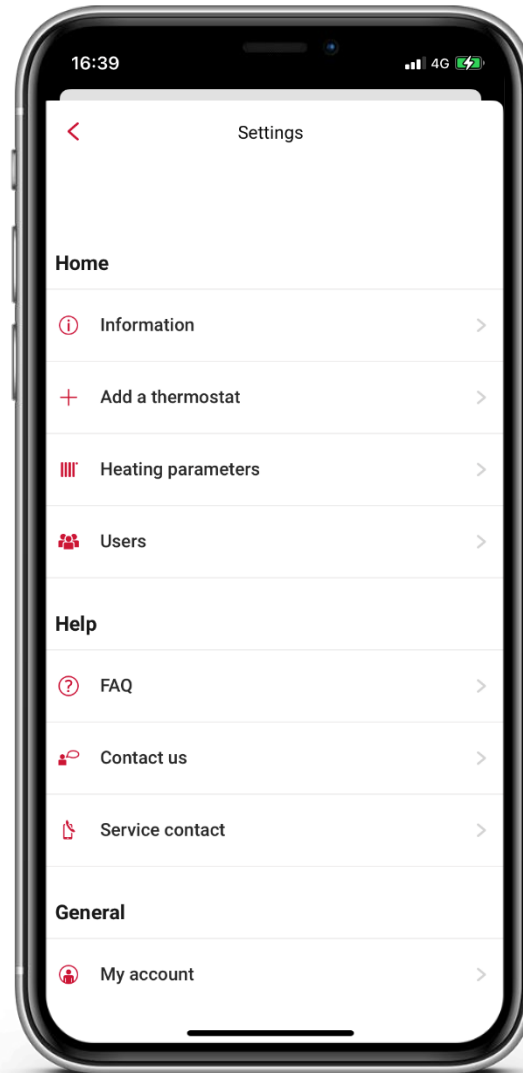 16:39
4G
Settings
Home
Information
Add a thermostat
Heating parameters
Users
Help
FAQ
Contact us
Service contact
General
My account